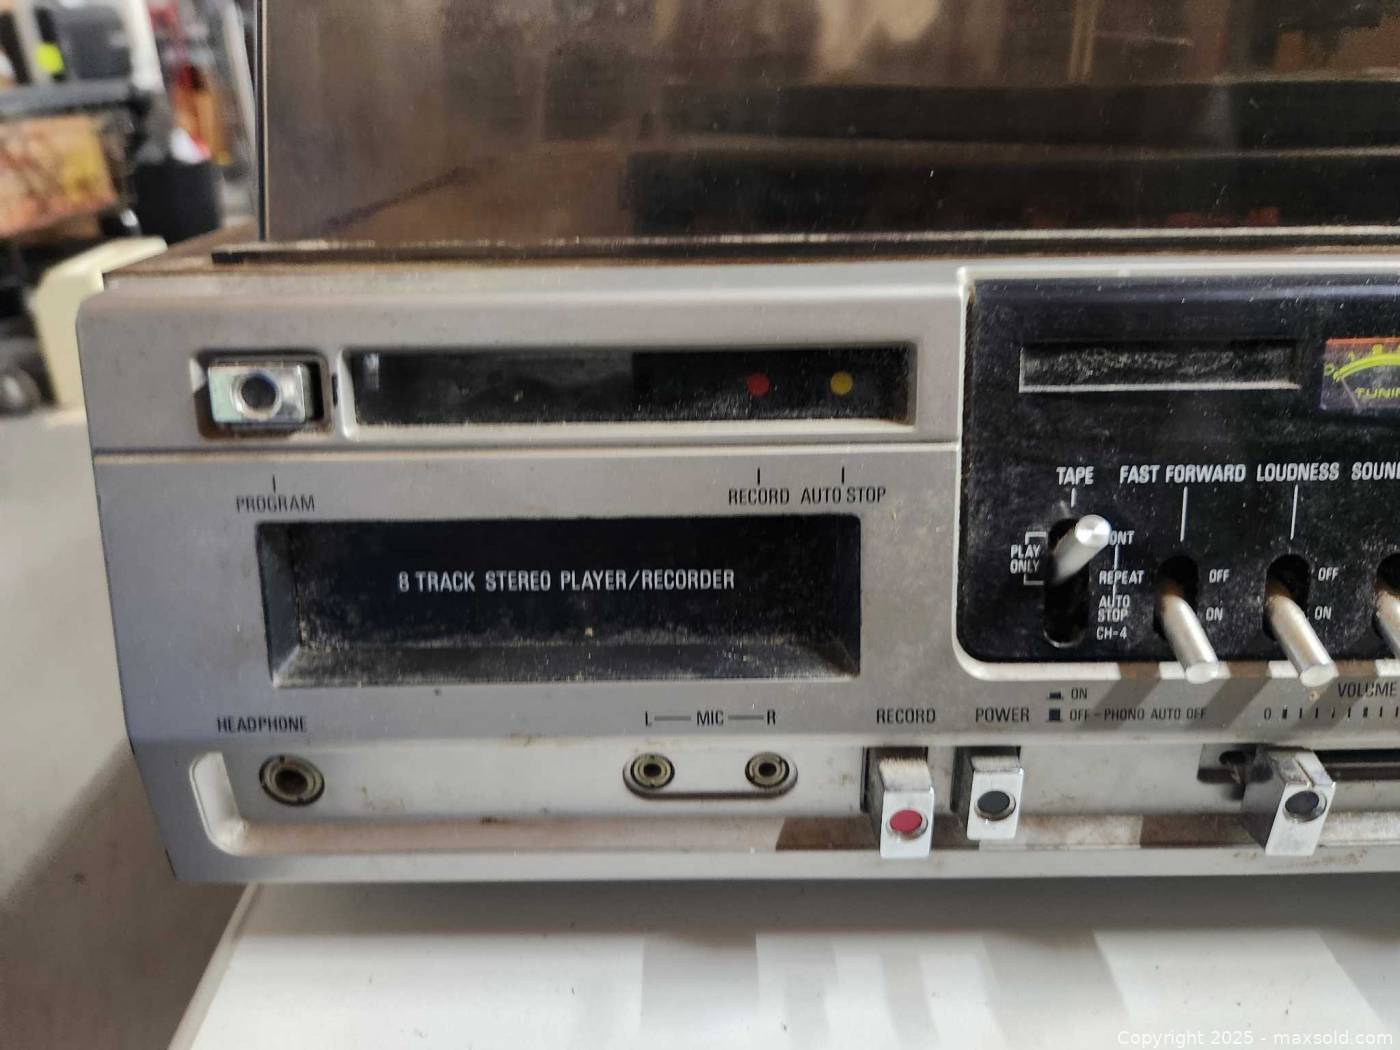 PROGRAM
RECORD AUTO STOP
8 TRACK STEREO PLAYER/RECORDER
HEADPHONE
L MIC R
RECORD POWER
ON
OFF-PHONO AUTO OFF
TAPE FAST FORWARD LOUDNESS
PLAY
ONLY
REPEAT
AUTO
STOP
CH-4
OFF
ON
OFF
ON
VOLUME
0
Copyright 2025 - maxsold.com